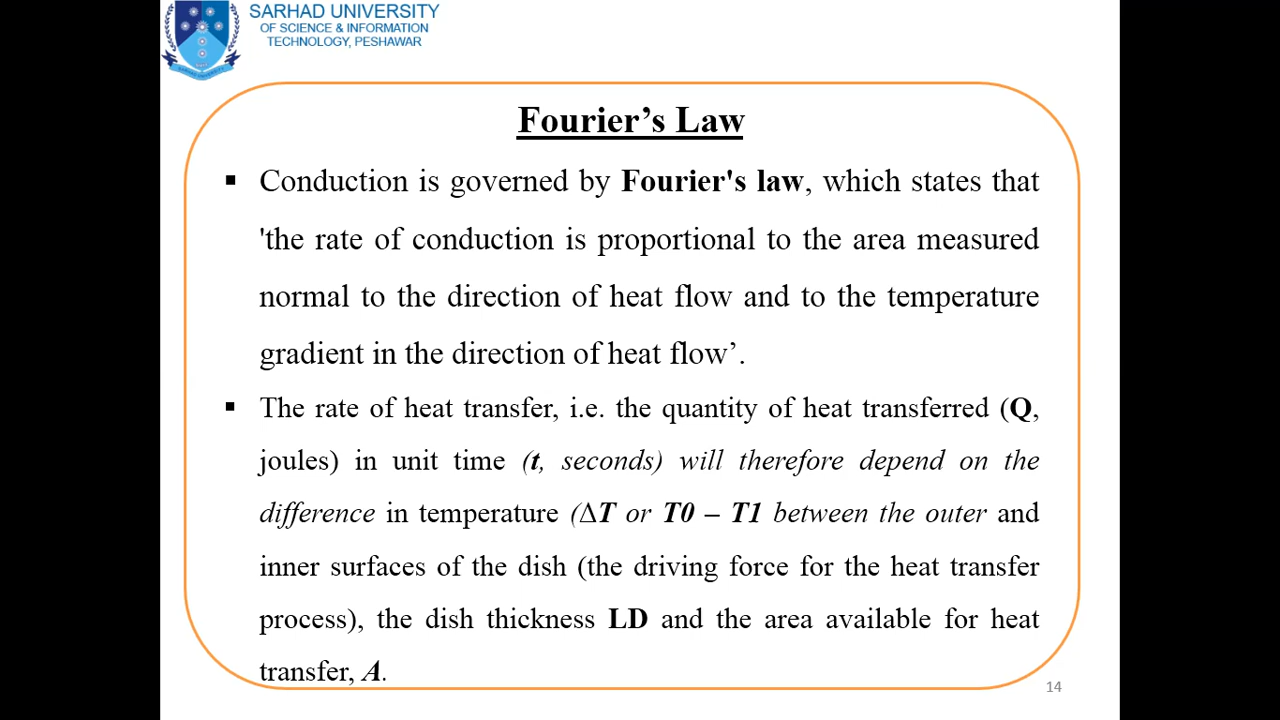 SARHAD UNIVERSITY
OF SCIENCE & INFORMATION
TECHNOLOGY, PESHAWAR
Fourier’s Law
▪ Conduction is governed by Fourier's law, which states that
'the rate of conduction is proportional to the area measured
normal to the direction of heat flow and to the temperature
gradient in the direction of heat flow’.
▪ The rate of heat transfer, i.e. the quantity of heat transferred (Q,
joules) in unit time (t, seconds) will therefore depend on the
difference in temperature (∆T or T0 – T1 between the outer and
inner surfaces of the dish (the driving force for the heat transfer
process), the dish thickness LD and the area available for heat
transfer, A.
14